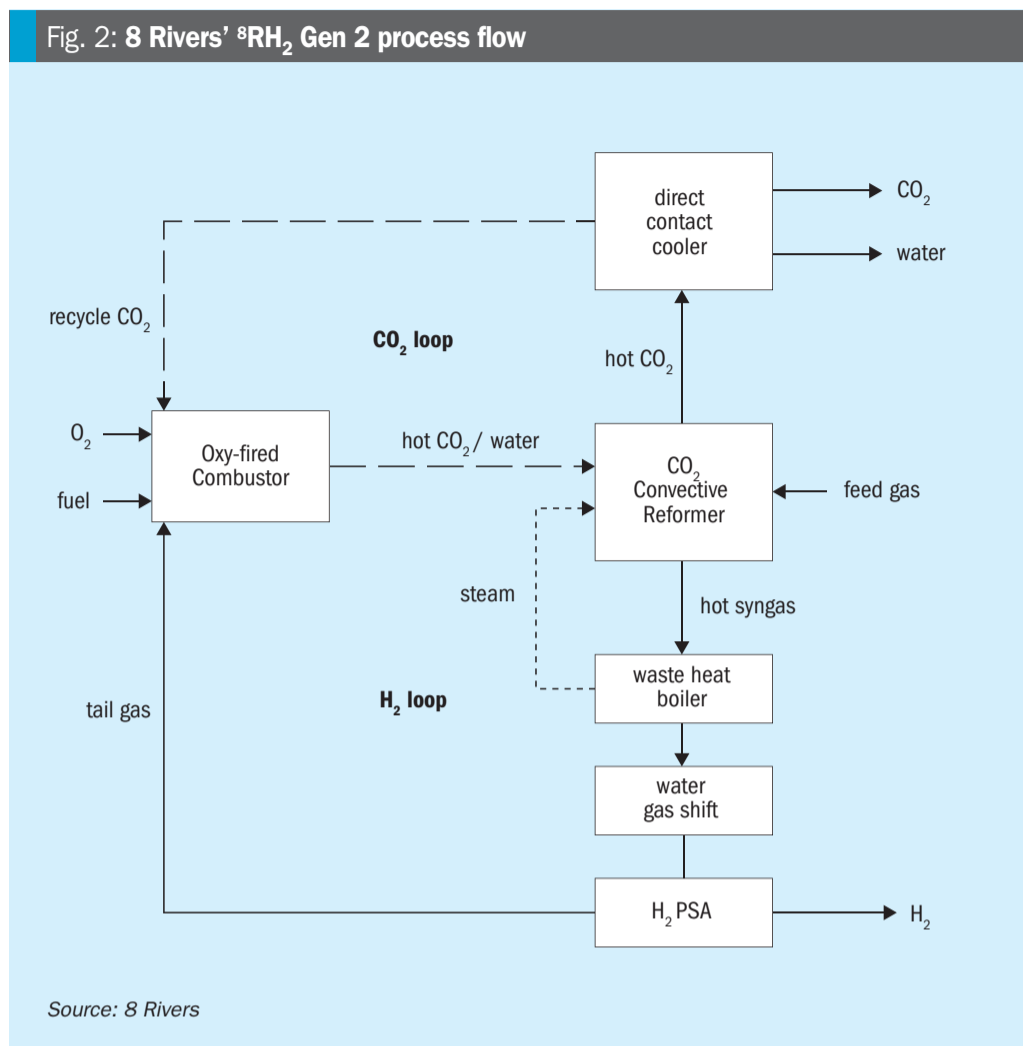 Fig. 2: 8 Rivers’ ⁸RH₂ Gen 2 process flow
direct
contact
cooler
CO₂
water
recycle CO₂
CO₂ loop
hot CO₂
O₂
fuel
Oxy-fired
Combustor
hot CO₂/ water
CO₂
Convective
Reformer
feed gas
steam
hot syngas
waste heat
boiler
H₂ loop
tail gas
water
gas shift
H₂ PSA
H₂
Source: 8 Rivers